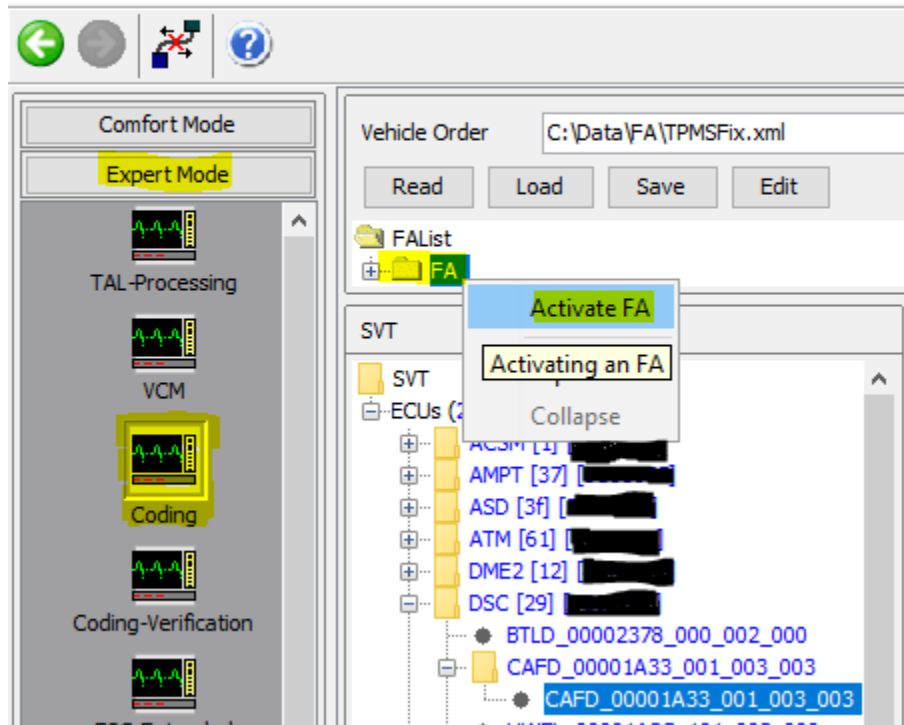 Comfort Mode
Expert Mode
TAL-Processing
VCM
Coding
Coding-Verification
Vehicle Order
C:\Data\FA\TPMSFix.xml
Read
Load
Save
Edit
FAList
FA
Activate FA
Activating an FA
Collapse
SVT
SVT
ECUs (2
ACSM [1] [
AMPT [37] [
ASD [3f] [
ATM [61] [
DME2 [12] [
DSC [29] [
BTLD_00002378_000_002_000
CAFD_00001A33_001_003_003
CAFD_00001A33_001_003_003